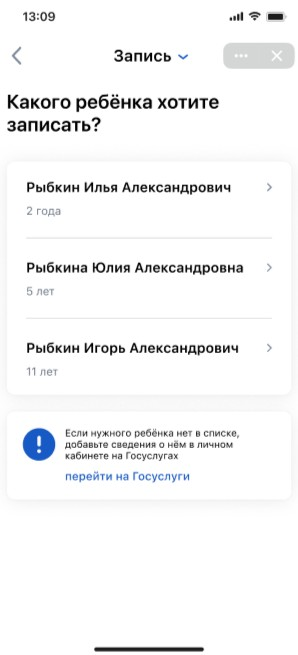 13:09
Запись
Какого ребёнка хотите
записать?
Рыбкин Илья Александрович
2 года
Рыбкина Юлия Александровна
5 лет
Рыбкин Игорь Александрович
11 лет
Если нужного ребёнка нет в списке,
добавьте сведения о нём в личном
кабинете на Госуслугах
перейти на Госуслуги